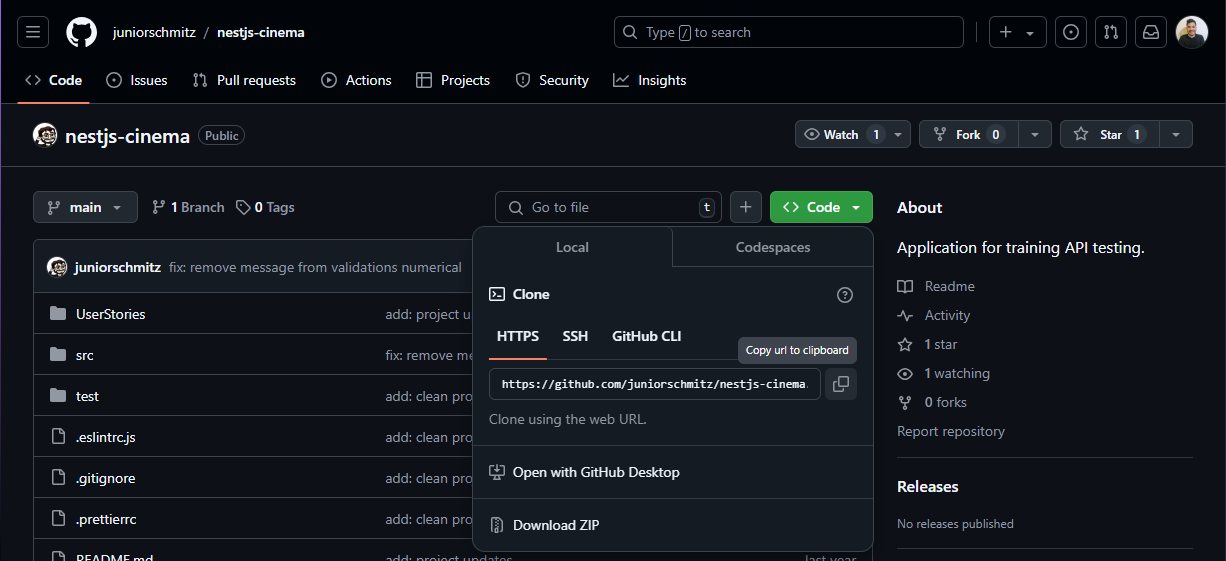 juniorschmitz / nestjs-cinema
Type / to search
Code
Issues
Pull requests
Actions
Projects
Security
Insights
nestjs-cinema Public
Watch 1
Fork 0
Star 1
main
1 Branch
0 Tags
Go to file t
Code
juniorschmitz fix: remove message from validations numerical
UserStories add: project u
src fix: remove me
test add: clean pro
.eslintrc.js add: clean pro
.gitignore add: clean pro
.prettierrc add: clean pro
README.md add: project updates last year
Local
Codespaces
Clone
HTTPS SSH GitHub CLI
Copy url to clipboard
https://github.com/juniorschmitz/nestjs-cinema.
Clone using the web URL.
Open with GitHub Desktop
Download ZIP
About
Application for training API testing.
Readme
Activity
1 star
1 watching
0 forks
Report repository
Releases
No releases published